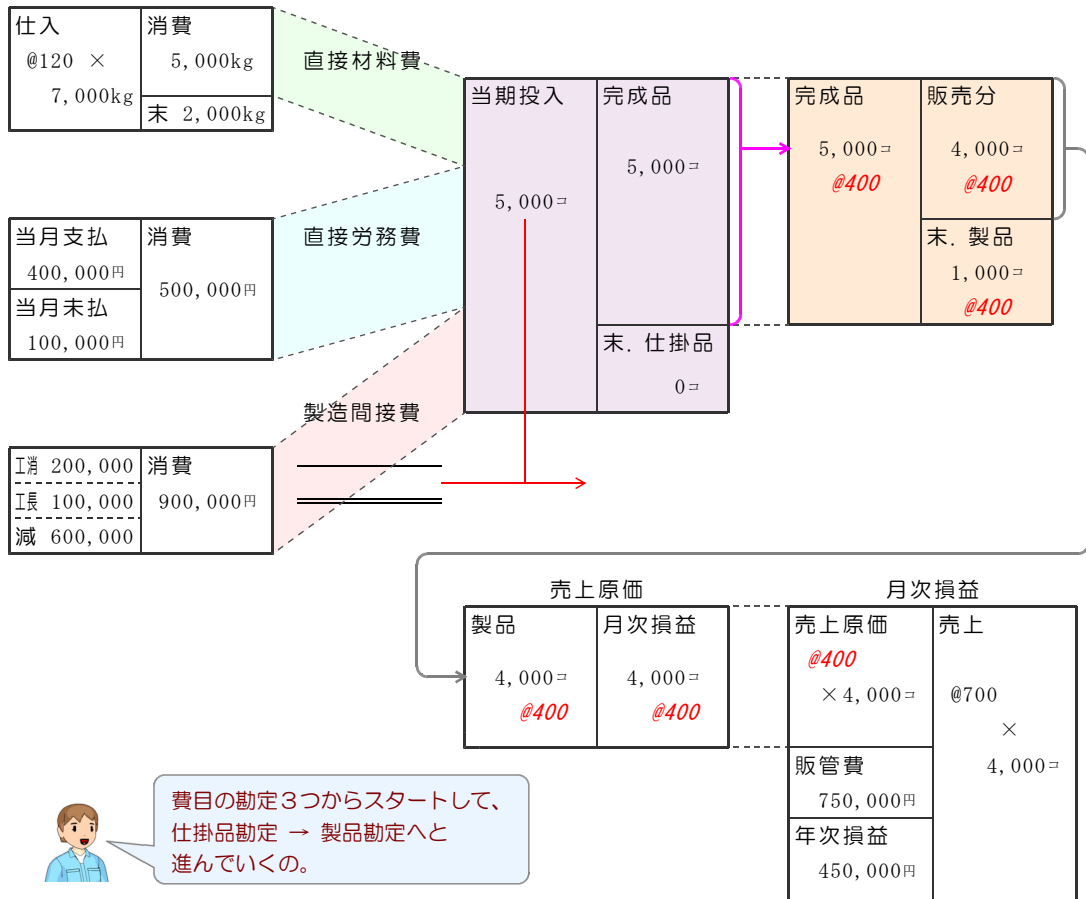 仕入
@120 ×
7,000kg
消費
5,000kg
末 2,000kg
直接材料費
当月支払
400,000円
当月未払
100,000円
消費
500,000円
直接労務費
工消 200,000
工長 100,000
減 600,000
消費
900,000円
製造間接費
当期投入
5,000コ
完成品
5,000コ
末. 仕掛品
0コ
完成品
5,000コ
@400
販売分
4,000コ
@400
末. 製品
1,000コ
@400
売上原価
製品
4,000コ
@400
月次損益
4,000コ
@400
月次損益
売上原価
@400
×4,000コ
販管費
750,000円
年次損益
450,000円
売上
@700
×
4,000コ
費目の勘定3つからスタートして、
仕掛品勘定 → 製品勘定へと
進んでいくの。